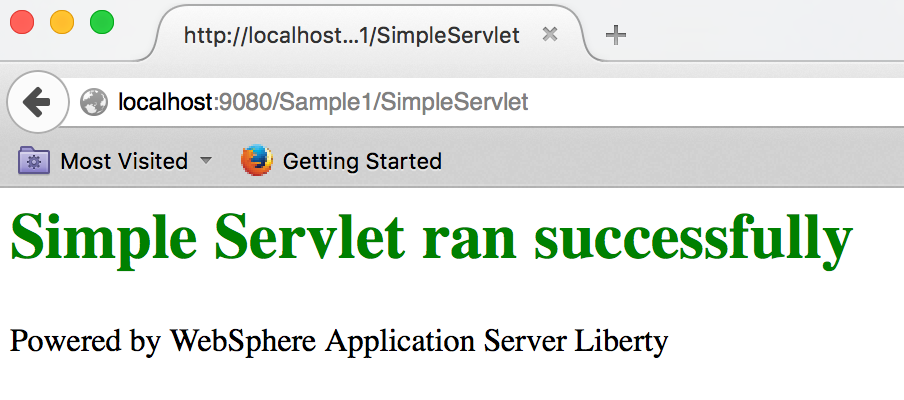 http://localhost...1/SimpleServlet
localhost:9080/Sample1/SimpleServlet
Most Visited
Getting Started
Simple Servlet ran successfully
Powered by WebSphere Application Server Liberty